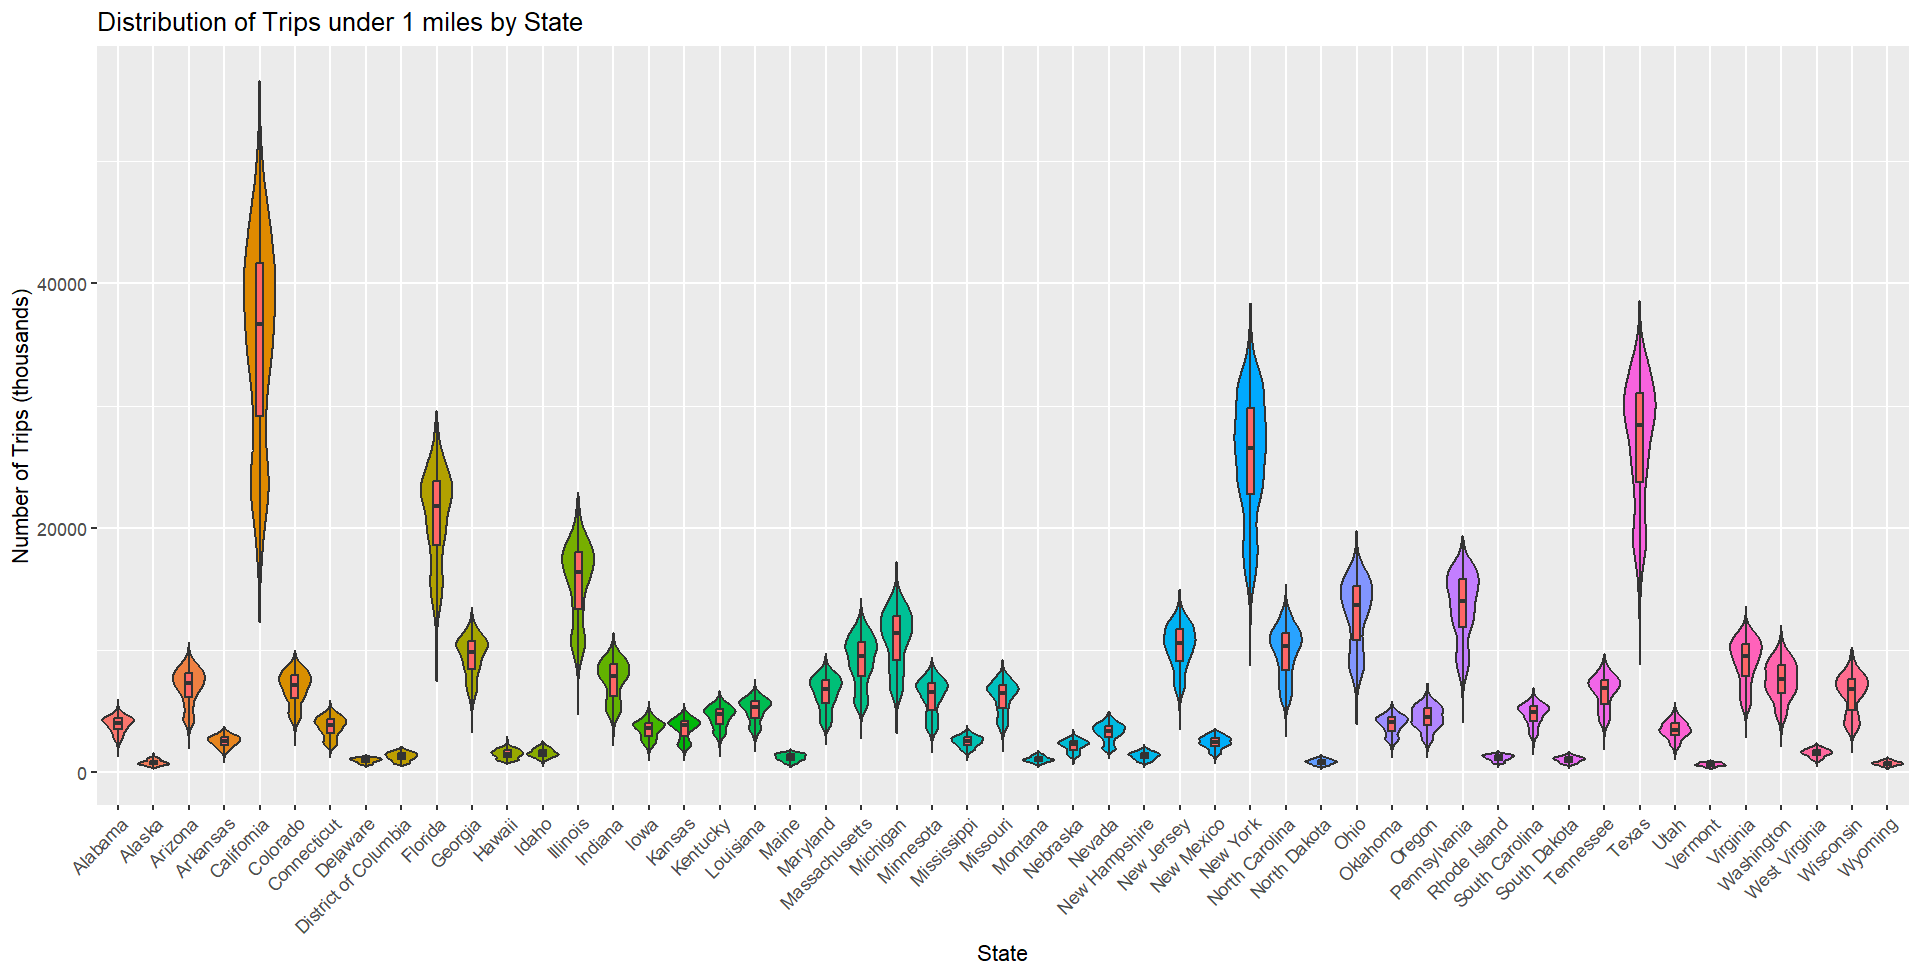 Distribution of Trips under 1 miles by State
Number of Trips (thousands)
40000
20000
0
Alabama
Alaska
Arizona
Arkansas
California
Colorado
Connecticut
Delaware
District of Columbia
Florida
Georgia
Hawaii
Idaho
Illinois
Indiana
Iowa
Kansas
Kentucky
Louisiana
Maine
Maryland
Massachusetts
Michigan
Minnesota
Mississippi
Missouri
Montana
Nebraska
Nevada
New Hampshire
New Jersey
New Mexico
New York
North Carolina
North Dakota
Ohio
Oklahoma
Oregon
Pennsylvania
Rhode Island
South Carolina
South Dakota
Tennessee
Texas
Utah
Vermont
Virginia
Washington
West Virginia
Wisconsin
Wyoming
State